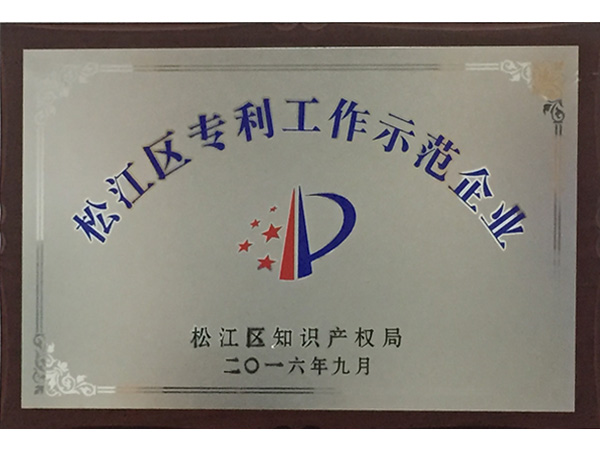 松江区专利工作示范企业
松江区知识产权局
二〇一六年九月